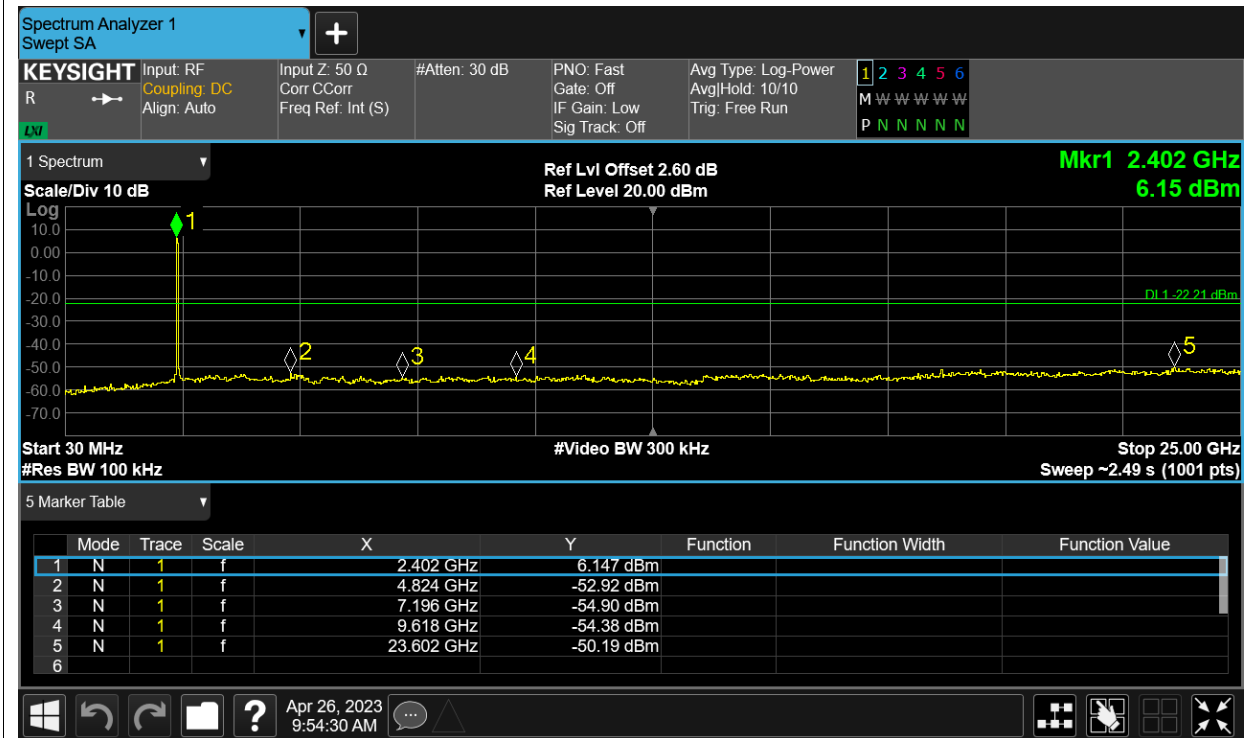 Spectrum Analyzer 1
Swept SA
KEYSIGHT
R
LXI
Input: RF
Coupling: DC
Align: Auto
Input Z: 50 Ω
Corr CCorr
Freq Ref: Int (S)
#Atten: 30 dB
PNO: Fast
Gate: Off
IF Gain: Low
Sig Track: Off
Avg Type: Log-Power
Avg|Hold: 10/10
Trig: Free Run
1 2 3 4 5 6
M W W W W W
P N N N N N
1 Spectrum
Scale/Div 10 dB
Ref Lvl Offset 2.60 dB
Ref Level 20.00 dBm
Mkr1 2.402 GHz
6.15 dBm
Log
10.0
0.00
-10.0
-20.0
-30.0
-40.0
-50.0
-60.0
-70.0
1
2
3
4
5
DL1 -22.21 dBm
Start 30 MHz
#Res BW 100 kHz
#Video BW 300 kHz
Stop 25.00 GHz
Sweep ~2.49 s (1001 pts)
5 Marker Table
Mode Trace Scale X Y Function Function Width Function Value
1 N 1 f 2.402 GHz 6.147 dBm
2 N 1 f 4.824 GHz -52.92 dBm
3 N 1 f 7.196 GHz -54.90 dBm
4 N 1 f 9.618 GHz -54.38 dBm
5 N 1 f 23.602 GHz -50.19 dBm
6
?
Apr 26, 2023
9:54:30 AM